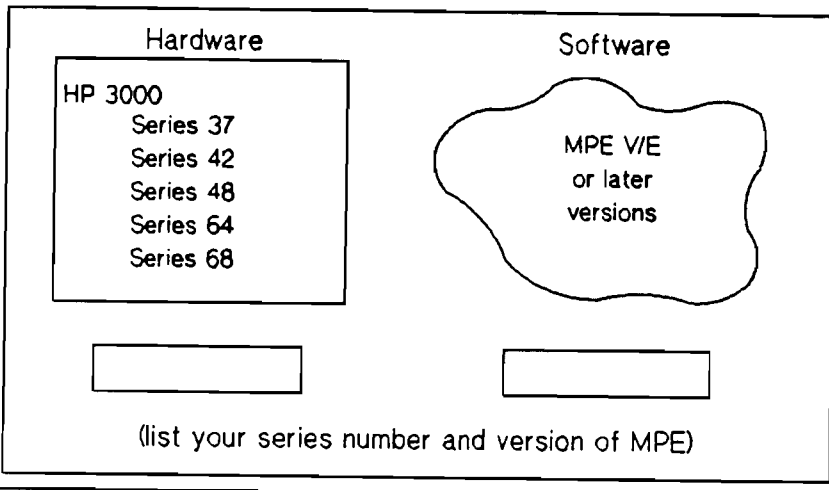 Hardware
HP 3000
Series 37
Series 42
Series 48
Series 64
Series 68
Software
MPE V/E
or later
versions
(list your series number and version of MPE)